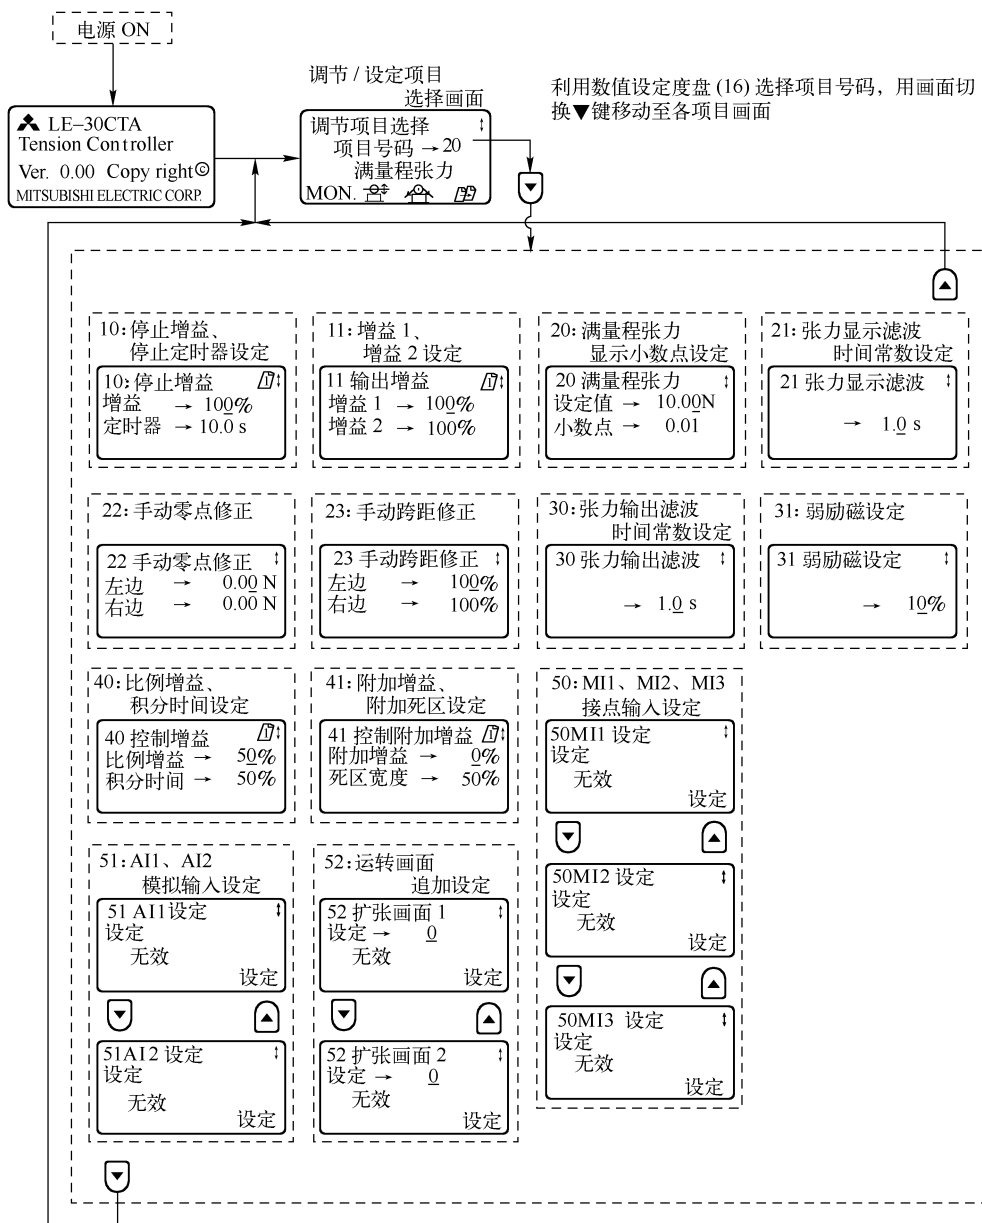 电源 ON
LE-30CTA
Tension Controller
Ver. 0.00 Copy right©
MITSUBISHI ELECTRIC CORP.
调节 / 设定项目
选择画面
调节项目选择
项目号码 →20
满量程张力
MON.
利用数值设定度盘 (16) 选择项目号码，用画面切
换▼键移动至各项目画面
10:停止增益、
停止定时器设定
10:停止增益
增益 → 100%
定时器 → 10.0 s
11:增益 1、
增益 2 设定
11 输出增益
增益 1 → 100%
增益 2 → 100%
20:满量程张力
显示小数点设定
20 满量程张力
设定值 → 10.00N
小数点 → 0.01
21:张力显示滤波
时间常数设定
21 张力显示滤波
→ 1.0 s
22:手动零点修正
22 手动零点修正
左边 → 0.00 N
右边 → 0.00 N
23:手动跨距修正
23 手动跨距修正
左边 → 100%
右边 → 100%
30:张力输出滤波
时间常数设定
30 张力输出滤波
→ 1.0 s
31:弱励磁设定
31 弱励磁设定
→ 10%
40:比例增益、
积分时间设定
40 控制增益
比例增益 → 50%
积分时间 → 50%
41:附加增益、
附加死区设定
41 控制附加增益
附加增益 → 0%
死区宽度 → 50%
50:MI1、MI2、MI3
接点输入设定
50MI1 设定
设定
无效
设定
50MI2 设定
设定
无效
设定
50MI3 设定
设定
无效
设定
51:AI1、AI2
模拟输入设定
51 AI1设定
设定
无效
设定
51AI2 设定
设定
无效
设定
52:运转画面
追加设定
52 扩张画面 1
设定 → 0
无效
设定
52 扩张画面 2
设定 → 0
无效
设定